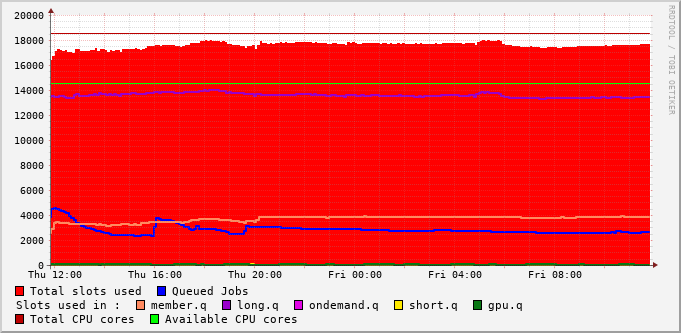 20000
18000
16000
14000
12000
10000
8000
6000
4000
2000
0
Thu 12:00 Thu 16:00 Thu 20:00 Fri 00:00 Fri 04:00 Fri 08:00
RRDTOOL / TOBI OETIKER
Total slots used Queued Jobs
Slots used in : member.q long.q ondemand.q short.q gpu.q
Total CPU cores Available CPU cores